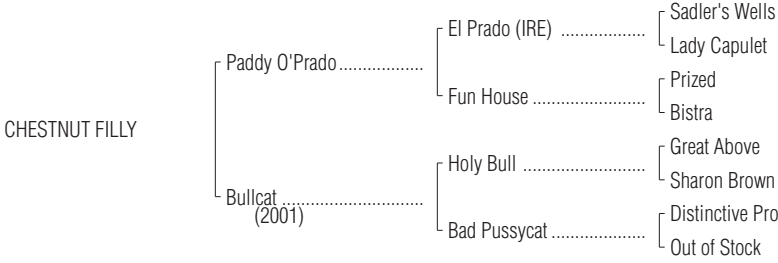 Sadler's Wells
El Prado (IRE) ..................
Lady Capulet
Paddy O'Prado..................
Prized
Fun House ........................
Bistra
CHESTNUT FILLY
Great Above
Holy Bull ..........................
Sharon Brown
Bullcat ..............................
(2001)
Distinctive Pro
Bad Pussycat ....................
Out of Stock